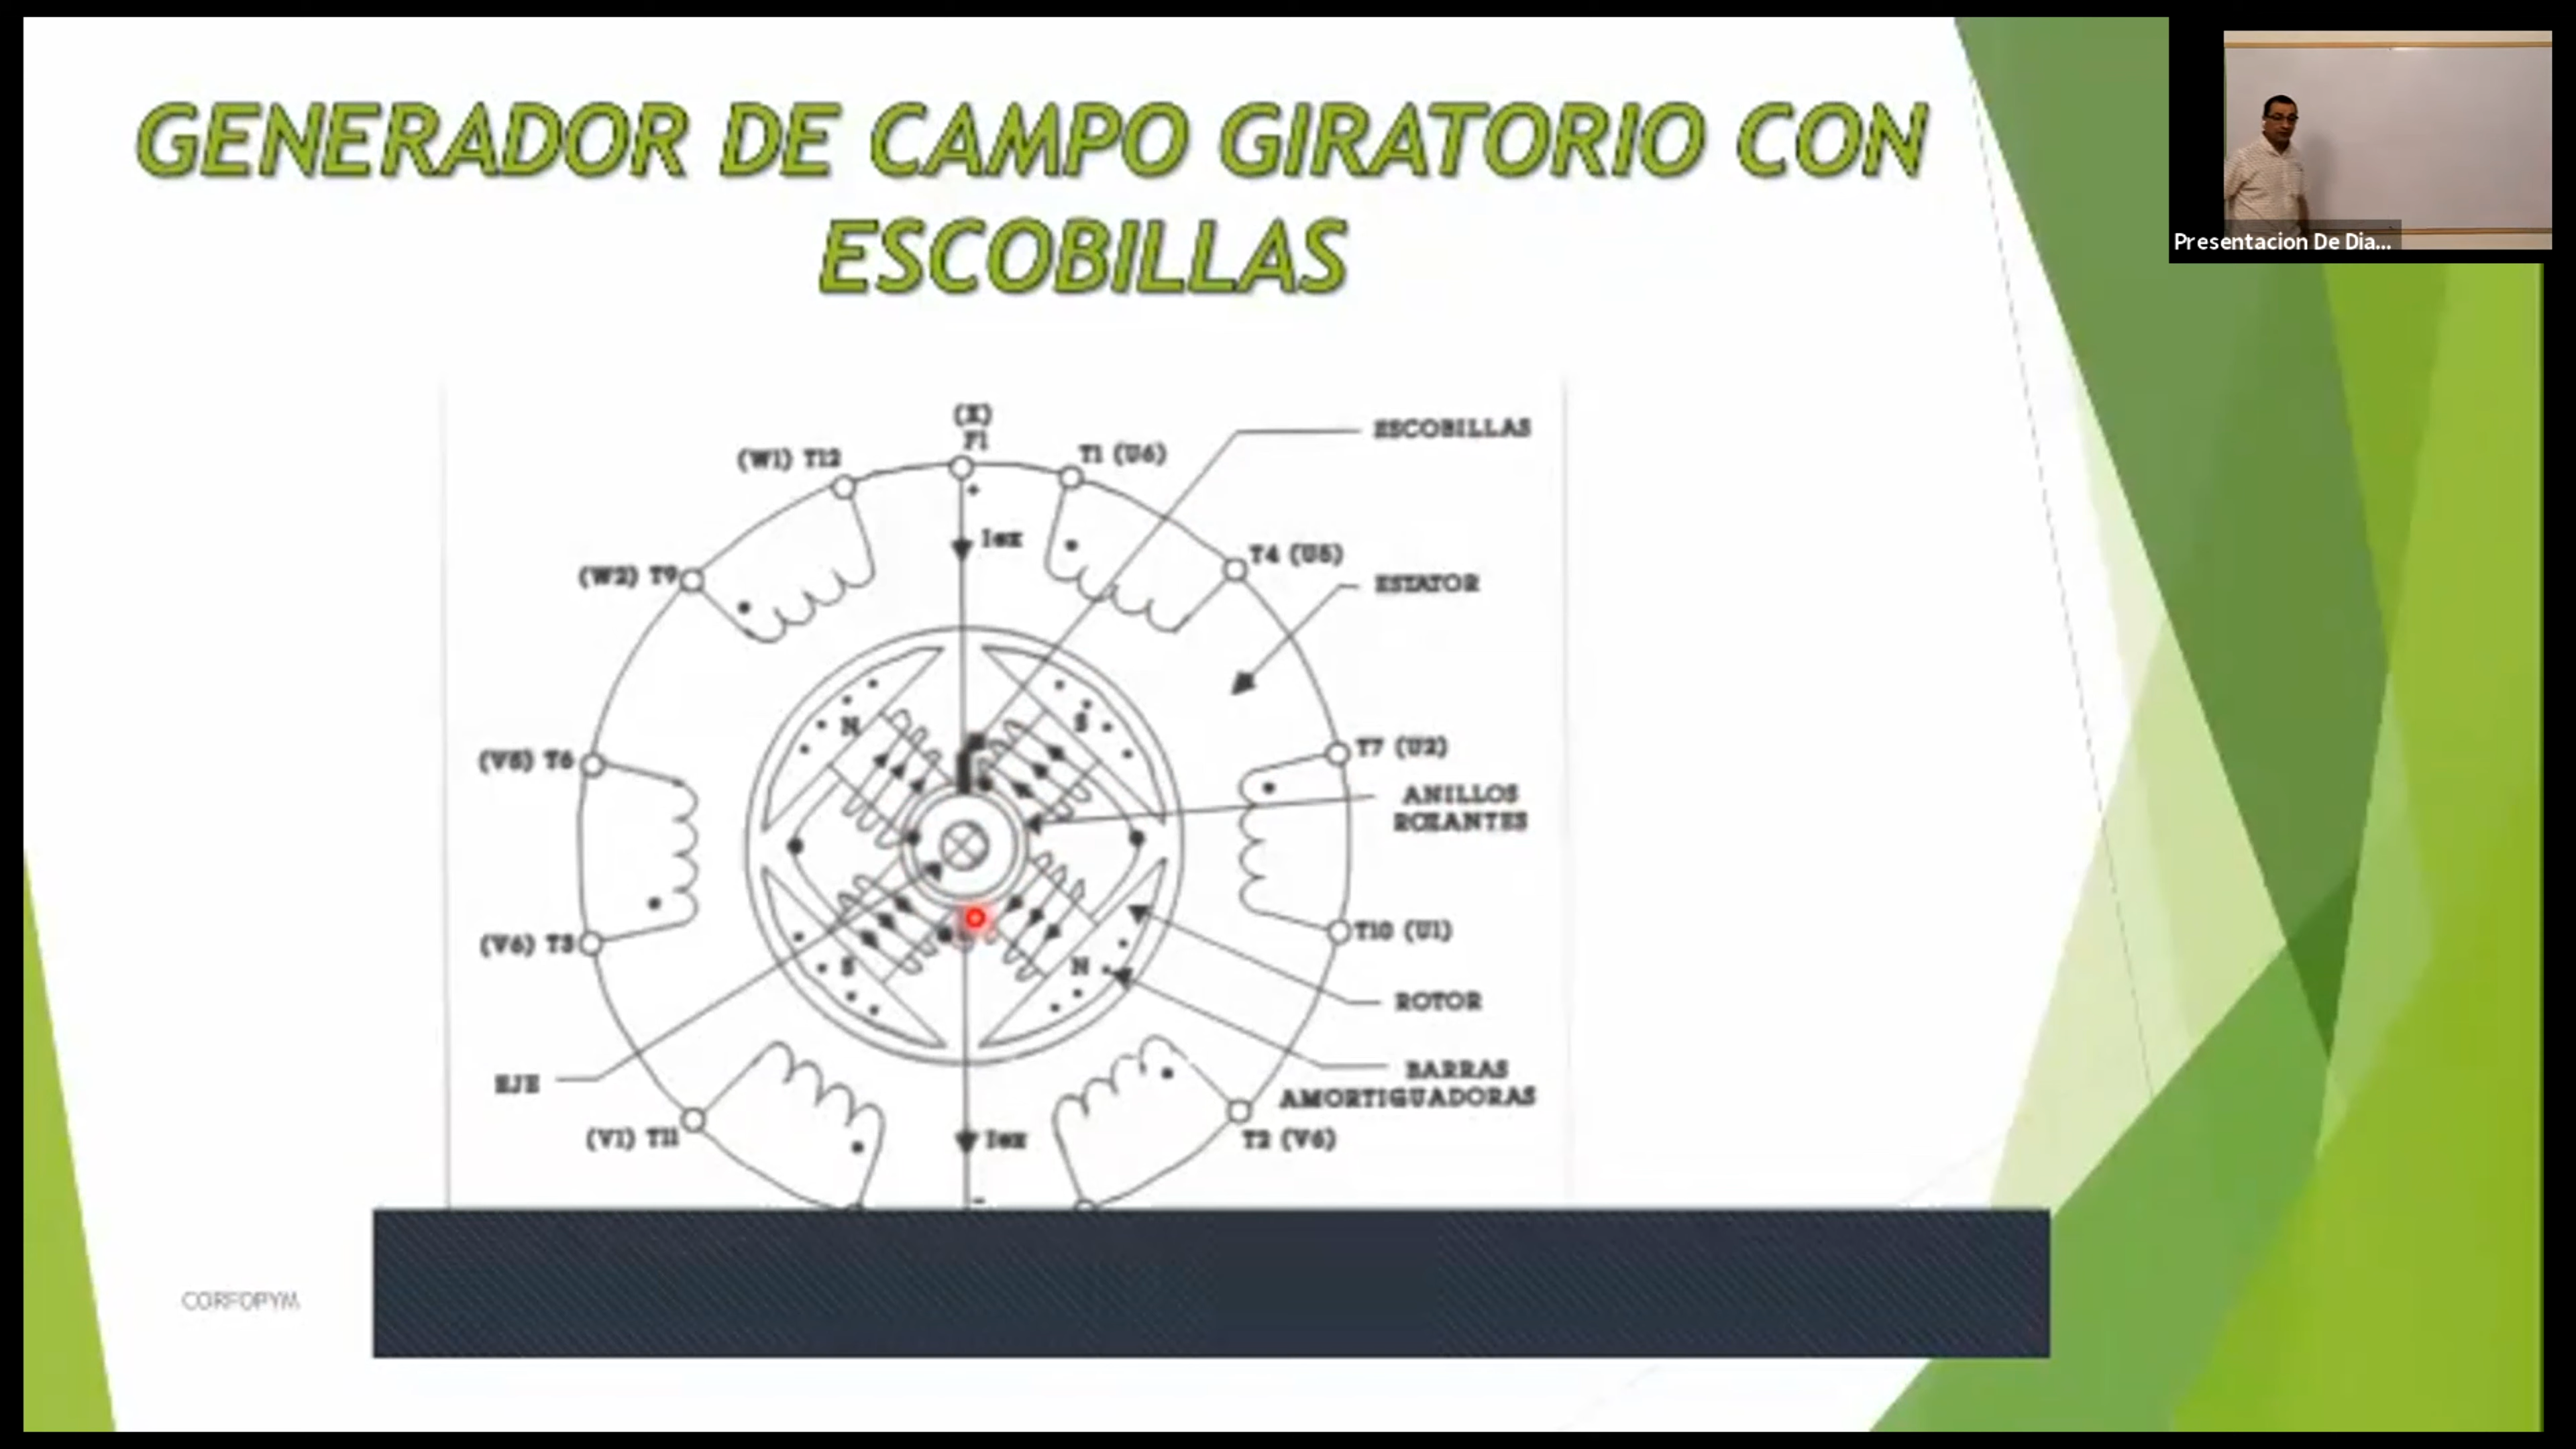 GENERADOR DE CAMPO GIRATORIO CON
ESCOBILLAS
Presentacion De Dia...
(X)
F1
ESCOBILLAS
(W1) T12
T1 (U6)
+
Iex
T4 (U5)
(W2) T9
ESTATOR
N
S
T7 (U2)
(V5) T6
ANILLOS
ROZANTES
(V6) T3
T10 (U1)
S
N
ROTOR
BARRAS
AMORTIGUADORAS
EJE
(V1) T11
Iex
T2 (V6)
-
CORFOPYM